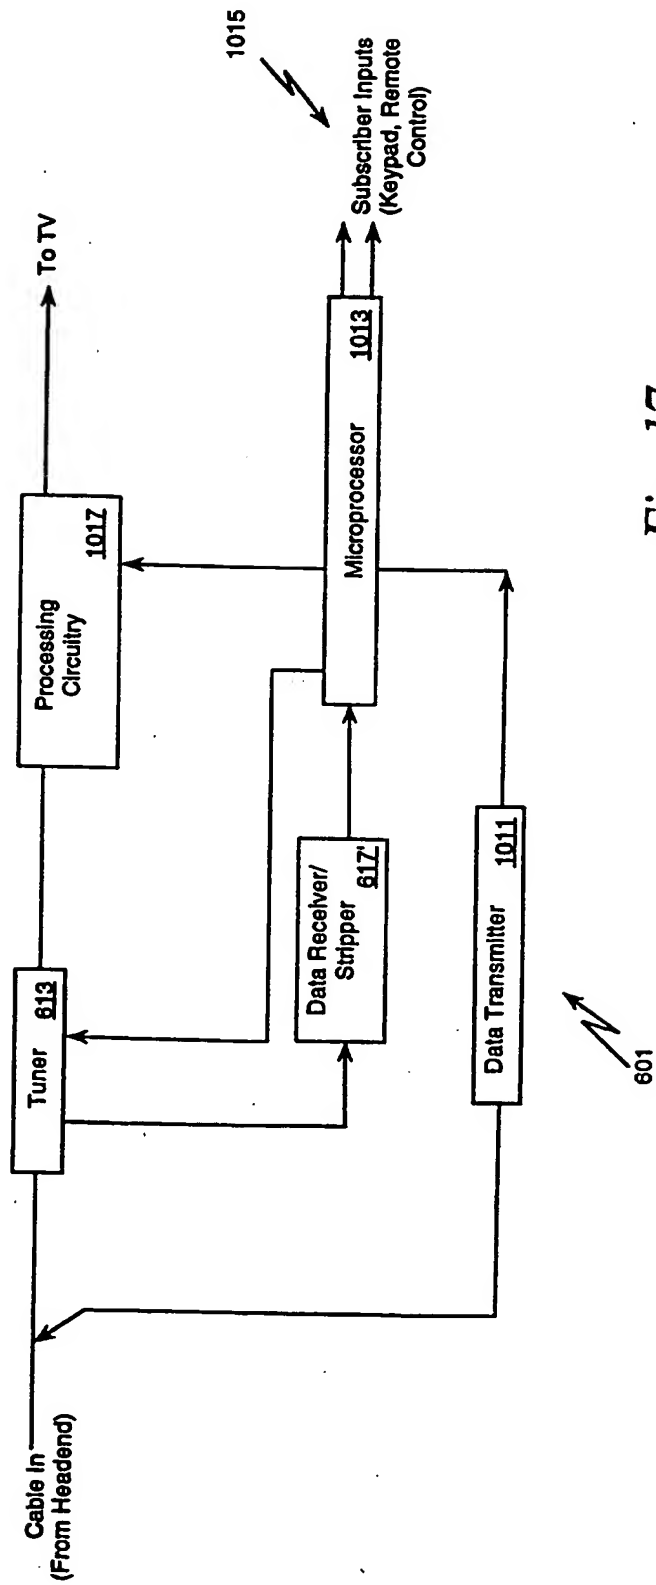 Cable In
(From Headend)
Tuner
613
Processing
Circuitry
1017
To TV
Data Receiver/
Stripper
617'
Microprocessor
1013
Subscriber Inputs
(Keypad, Remote
Control)
1015
Data Transmitter
1011
601